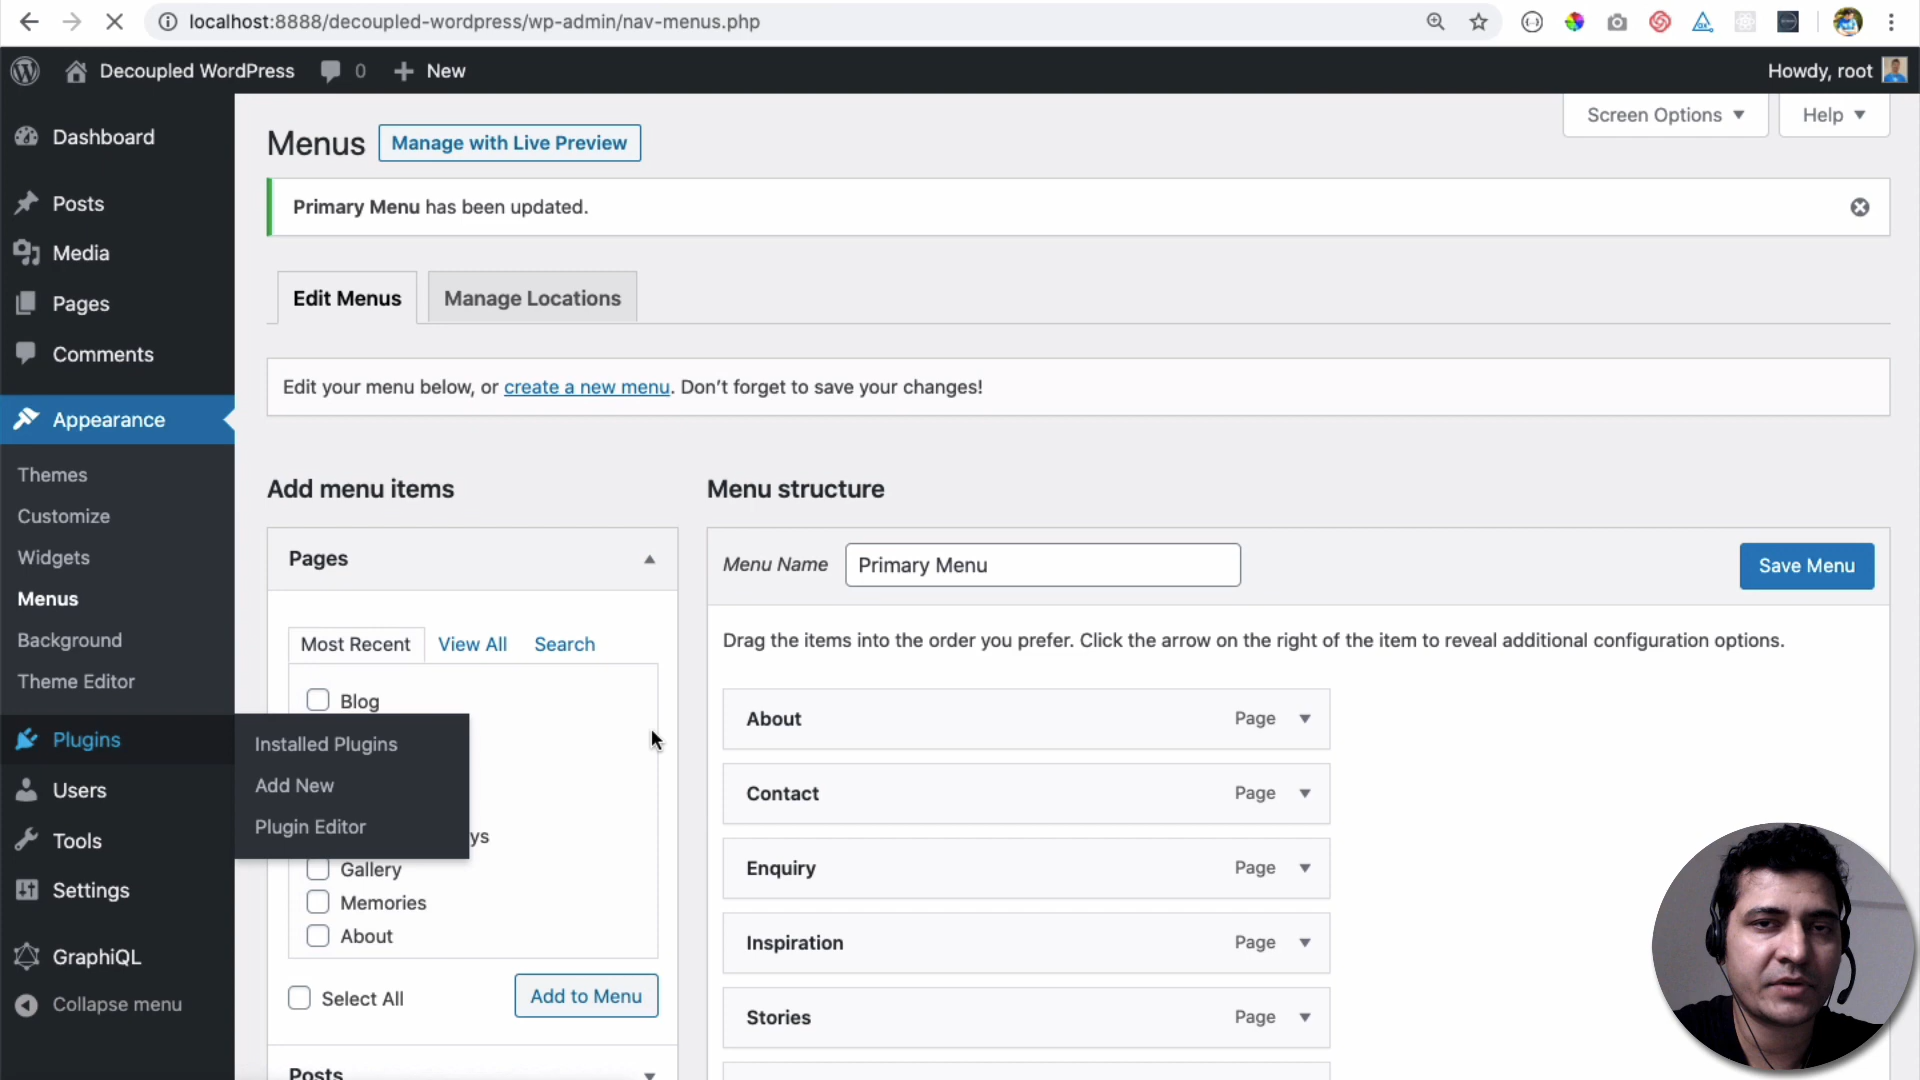 localhost:8888/decoupled-wordpress/wp-admin/nav-menus.php
Decoupled WordPress
0
New
Howdy, root
Dashboard
Posts
Media
Pages
Comments
Appearance
Themes
Customize
Widgets
Menus
Background
Theme Editor
Plugins
Users
Tools
Settings
GraphiQL
Collapse menu
Installed Plugins
Add New
Plugin Editor
Screen Options
Help
Menus
Manage with Live Preview
Primary Menu has been updated.
Edit Menus
Manage Locations
Edit your menu below, or create a new menu. Don’t forget to save your changes!
Add menu items
Pages
Most Recent
View All
Search
Blog
ys
Gallery
Memories
About
Select All
Add to Menu
Posts
Menu structure
Menu Name
Primary Menu
Save Menu
Drag the items into the order you prefer. Click the arrow on the right of the item to reveal additional configuration options.
About Page
Contact Page
Enquiry Page
Inspiration Page
Stories Page